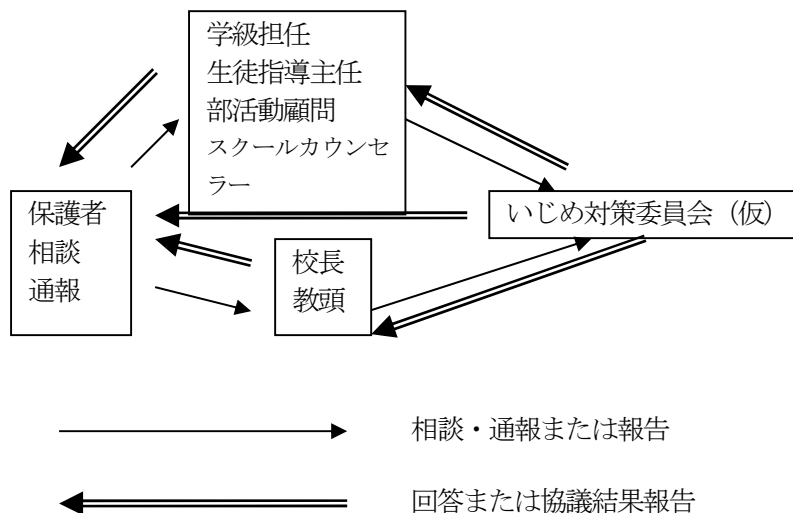 学級担任
生徒指導主任
部活動顧問
スクールカウンセ
ラー
保護者
相談
通報
いじめ対策委員会（仮）
校長
教頭
相談・通報または報告
回答または協議結果報告